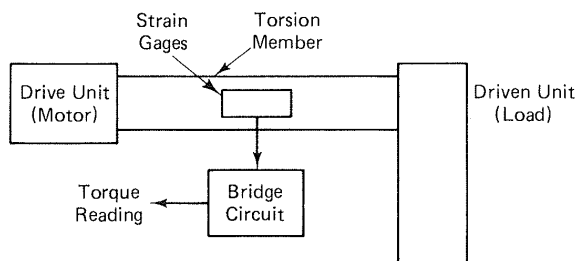 Strain
Gages
Torsion
Member
Drive Unit
(Motor)
Driven Unit
(Load)
Torque
Reading
Bridge
Circuit